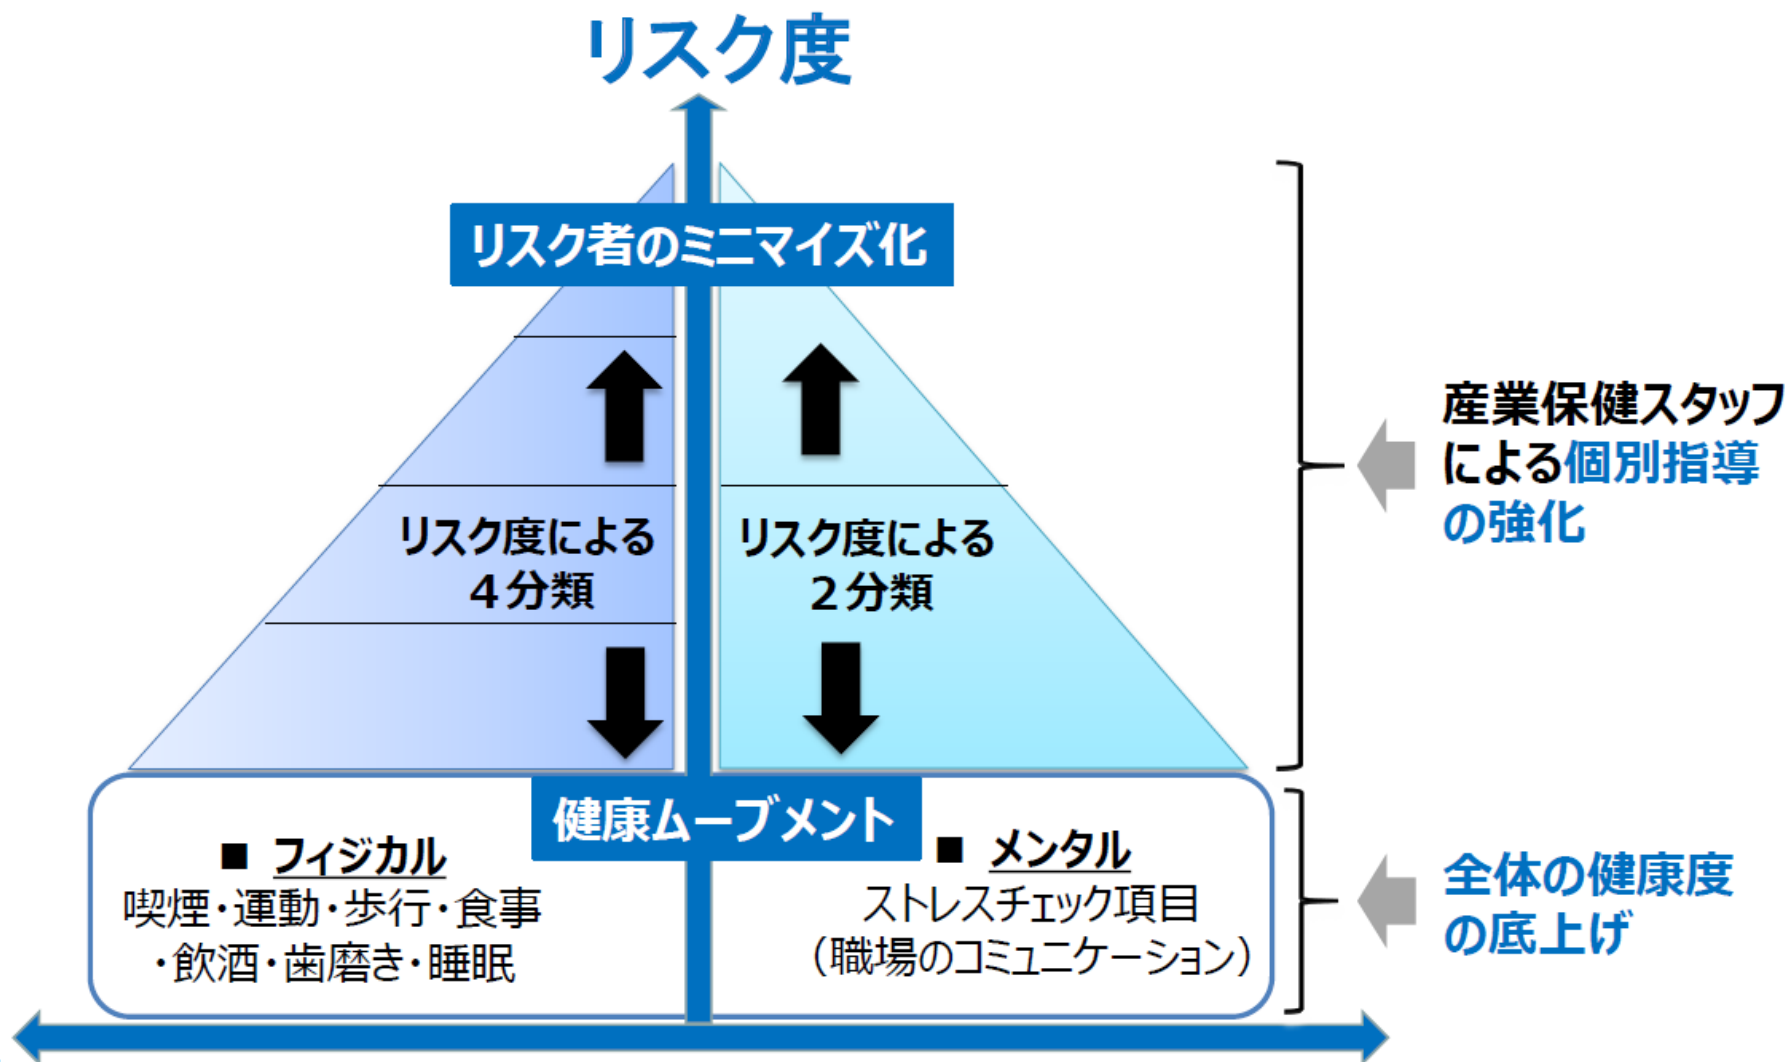 リスク度
リスク者のミニマイズ化
リスク度による
４分類
リスク度による
２分類
産業保健スタッフ
による個別指導
の強化
健康ムーブメント
■ フィジカル
喫煙・運動・歩行・食事
・飲酒・歯磨き・睡眠
■ メンタル
ストレスチェック項目
（職場のコミュニケーション）
全体の健康度
の底上げ